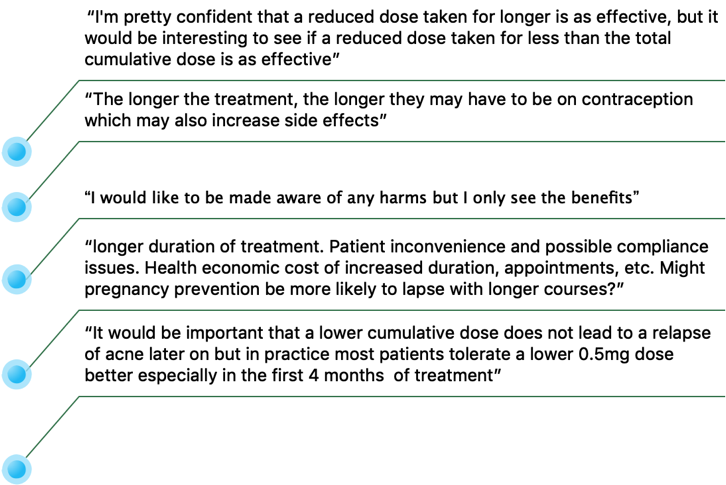 “I'm pretty confident that a reduced dose taken for longer is as effective, but it
would be interesting to see if a reduced dose taken for less than the total
cumulative dose is as effective”
“The longer the treatment, the longer they may have to be on contraception
which may also increase side effects”
“I would like to be made aware of any harms but I only see the benefits”
“longer duration of treatment. Patient inconvenience and possible compliance
issues. Health economic cost of increased duration, appointments, etc. Might
pregnancy prevention be more likely to lapse with longer courses?”
“It would be important that a lower cumulative dose does not lead to a relapse
of acne later on but in practice most patients tolerate a lower 0.5mg dose
better especially in the first 4 months  of treatment”